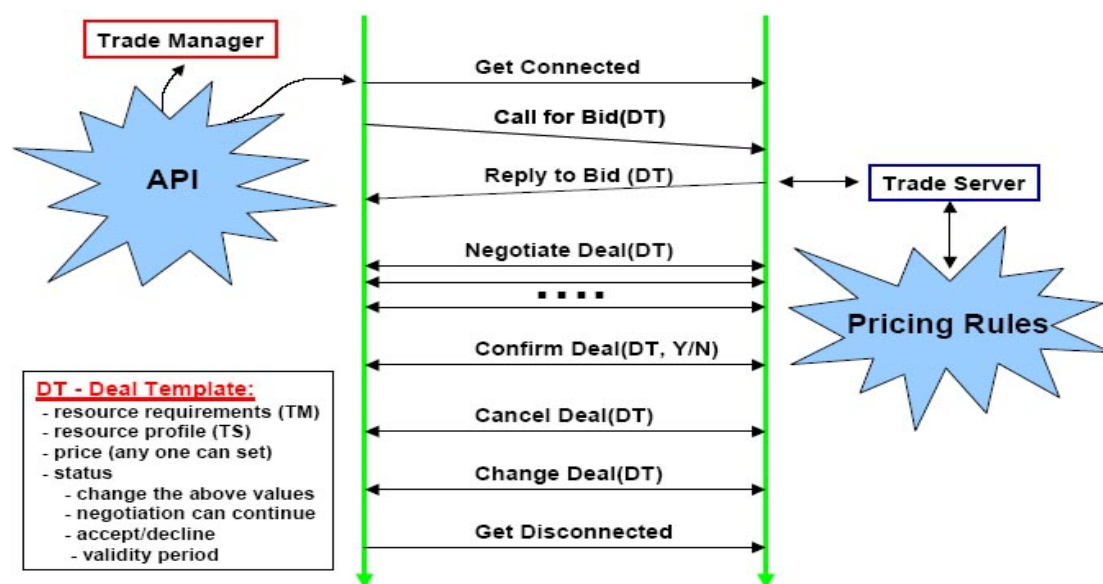 Trade Manager
API
Get Connected
Call for Bid(DT)
Reply to Bid (DT)
Trade Server
Negotiate Deal(DT)
. . . .
Pricing Rules
Confirm Deal(DT, Y/N)
Cancel Deal(DT)
Change Deal(DT)
Get Disconnected
DT - Deal Template:
- resource requirements (TM)
- resource profile (TS)
- price (any one can set)
- status
- change the above values
- negotiation can continue
- accept/decline
- validity period